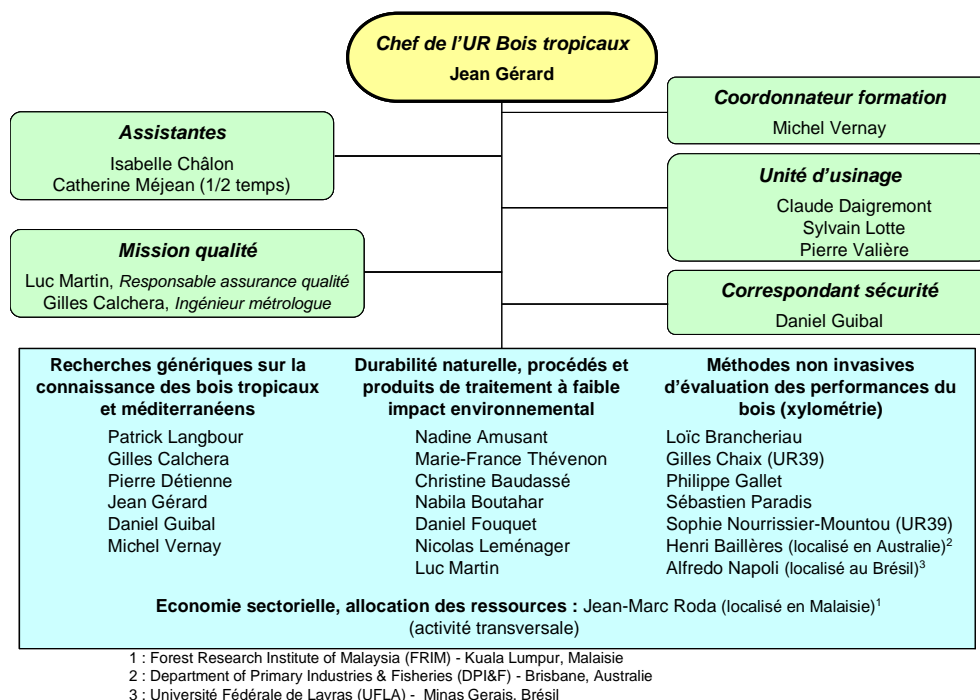 Chef de l'UR Bois tropicaux
Jean Gérard
Assistantes
Isabelle Châlon
Catherine Méjean (1/2 temps)
Mission qualité
Luc Martin, Responsable assurance qualité
Gilles Calchera, Ingénieur métrologue
Coordonnateur formation
Michel Vernay
Unité d'usinage
Claude Daigremont
Sylvain Lotte
Pierre Valière
Correspondant sécurité
Daniel Guibal
Recherches génériques sur la
connaissance des bois tropicaux
et méditerranéens
Patrick Langbour
Gilles Calchera
Pierre Détienne
Jean Gérard
Daniel Guibal
Michel Vernay
Durabilité naturelle, procédés et
produits de traitement à faible
impact environnemental
Nadine Amusant
Marie-France Thévenon
Christine Baudassé
Nabila Boutahar
Daniel Fouquet
Nicolas Leménager
Luc Martin
Méthodes non invasives
d'évaluation des performances du
bois (xylométrie)
Loïc Brancheriau
Gilles Chaix (UR39)
Philippe Gallet
Sébastien Paradis
Sophie Nourrissier-Mountou (UR39)
Henri Baillères (localisé en Australie)2
Alfredo Napoli (localisé au Brésil)3
Economie sectorielle, allocation des ressources : Jean-Marc Roda (localisé en Malaisie)1
(activité transversale)
1 : Forest Research Institute of Malaysia (FRIM) - Kuala Lumpur, Malaisie
2 : Department of Primary Industries & Fisheries (DPI&F) - Brisbane, Australie
3 : Université Fédérale de Lavras (UFLA) - Minas Gerais, Brésil